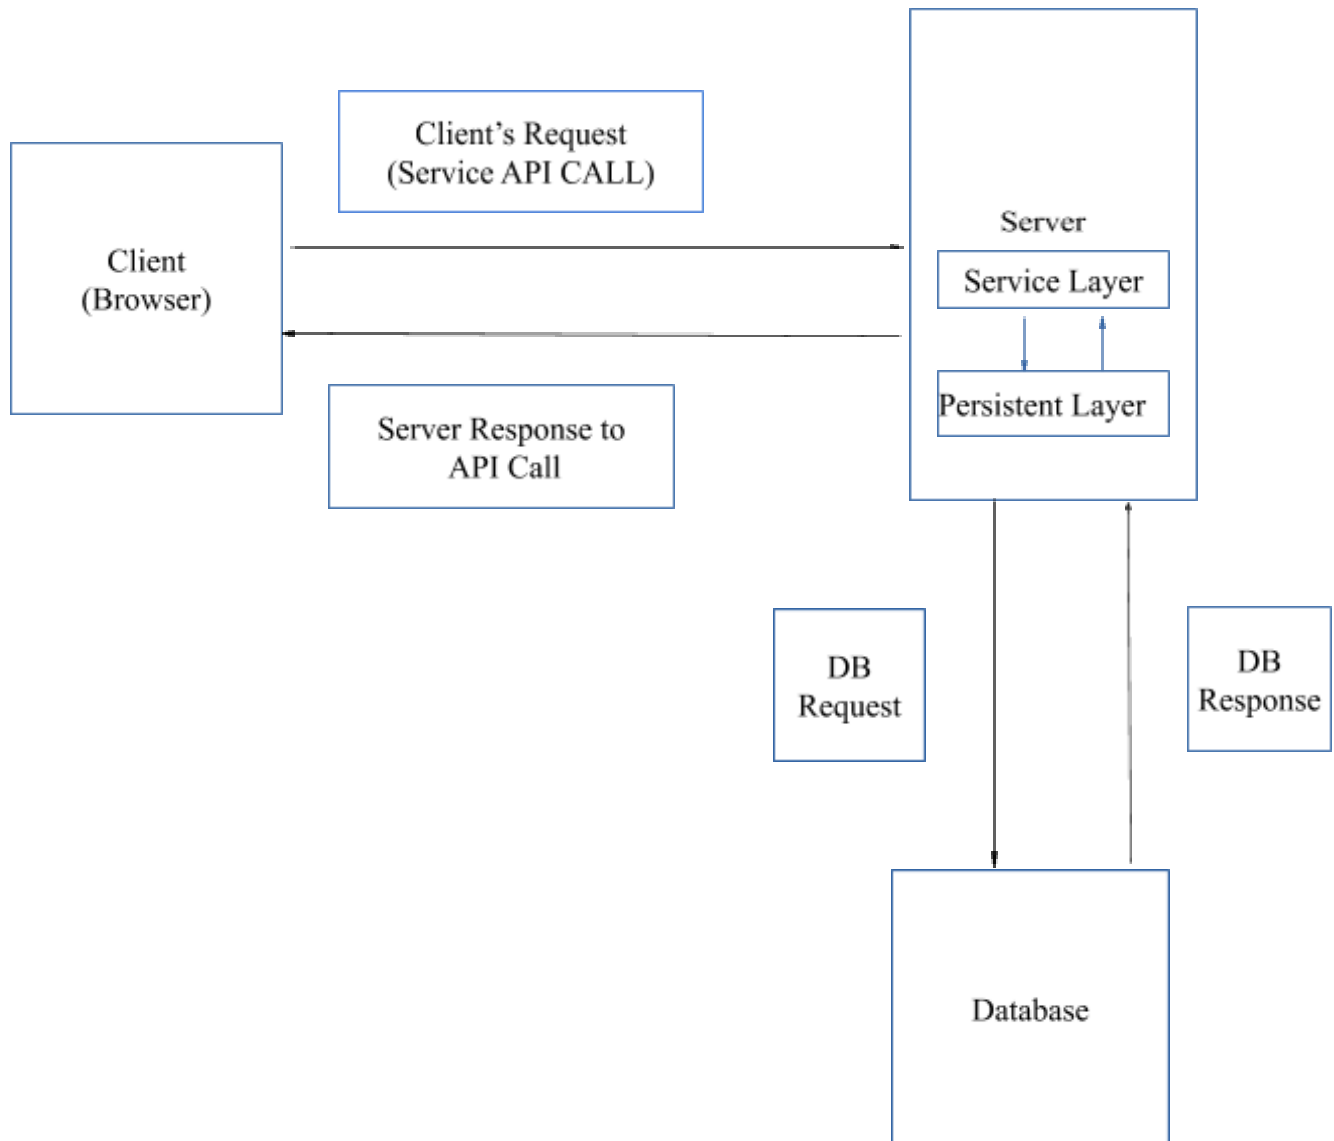 Client's Request
(Service API CALL)
Client
(Browser)
Server
Service Layer
Persistent Layer
Server Response to
API Call
DB
Request
DB
Response
Database